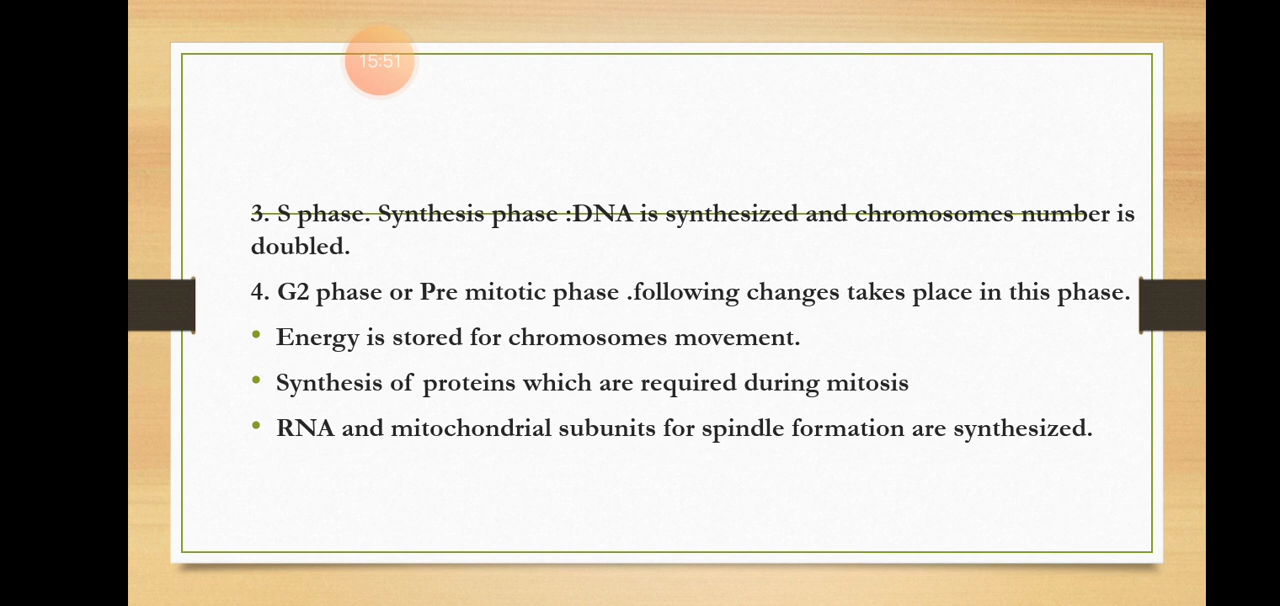 15:51
3. S phase. Synthesis phase :DNA is synthesized and chromosomes number is
doubled.
4. G2 phase or Pre mitotic phase .following changes takes place in this phase.
• Energy is stored for chromosomes movement.
• Synthesis of proteins which are required during mitosis
• RNA and mitochondrial subunits for spindle formation are synthesized.